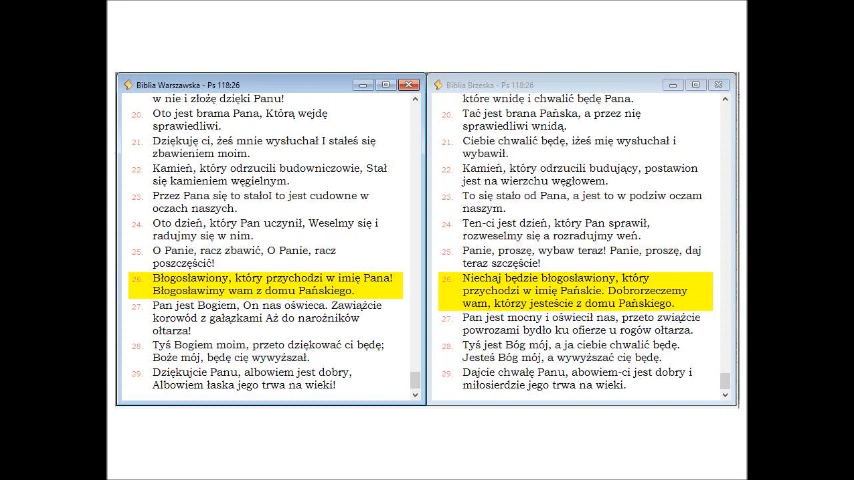 Biblia Warszawska - Ps 118:26
w nie i złożę dzięki Panu!
20. Oto jest brama Pana, Którą wejdę
sprawiedliwi.
21. Dziękuję ci, żeś mnie wysłuchał I stałeś się
zbawieniem moim.
22. Kamień, który odrzucili budowniczowie, Stał
się kamieniem węgielnym.
23. Przez Pana się to stałoI to jest cudowne w
oczach naszych.
24. Oto dzień, który Pan uczynił, Weselmy się i
radujmy się w nim.
25. O Panie, racz zbawić, O Panie, racz
poszczęścić!
26. Błogosławiony, który przychodzi w imię Pana!
Błogosławimy wam z domu Pańskiego.
27. Pan jest Bogiem, On nas oświeca. Zawiążcie
korowód z gałązkami Aż do narożników
ołtarza!
28. Tyś Bogiem moim, przeto dziękować ci będę;
Boże mój, będę cię wywyższał.
29. Dziękujcie Panu, albowiem jest dobry,
Albowiem łaska jego trwa na wieki!
Biblia Brzeska - Ps 118:26
które wnidę i chwalić będę Pana.
20. Tać jest brana Pańska, a przez nię
sprawiedliwi wnidą.
21. Ciebie chwalić będę, iżeś mię wysłuchał i
wybawił.
22. Kamień, który odrzucili budujący, postawion
jest na wierzchu węgłowem.
23. To się stało od Pana, a jest to w podziw oczam
naszym.
24. Ten-ci jest dzień, który Pan sprawił,
rozweselmy się a rozradujmy weń.
25. Panie, proszę, wybaw teraz! Panie, proszę, daj
teraz szczęście!
26. Niechaj będzie błogosławiony, który
przychodzi w imię Pańskie. Dobrorzeczemy
wam, którzy jesteście z domu Pańskiego.
27. Pan jest mocny i oświecił nas, przeto zwiążcie
powrozami bydło ku ofierze u rogów ołtarza.
28. Tyś jest Bóg mój, a ja ciebie chwalić będę.
Jesteś Bóg mój, a wywyższać cię będę.
29. Dajcie chwałę Panu, abowiem-ci jest dobry i
miłosierdzie jego trwa na wieki.